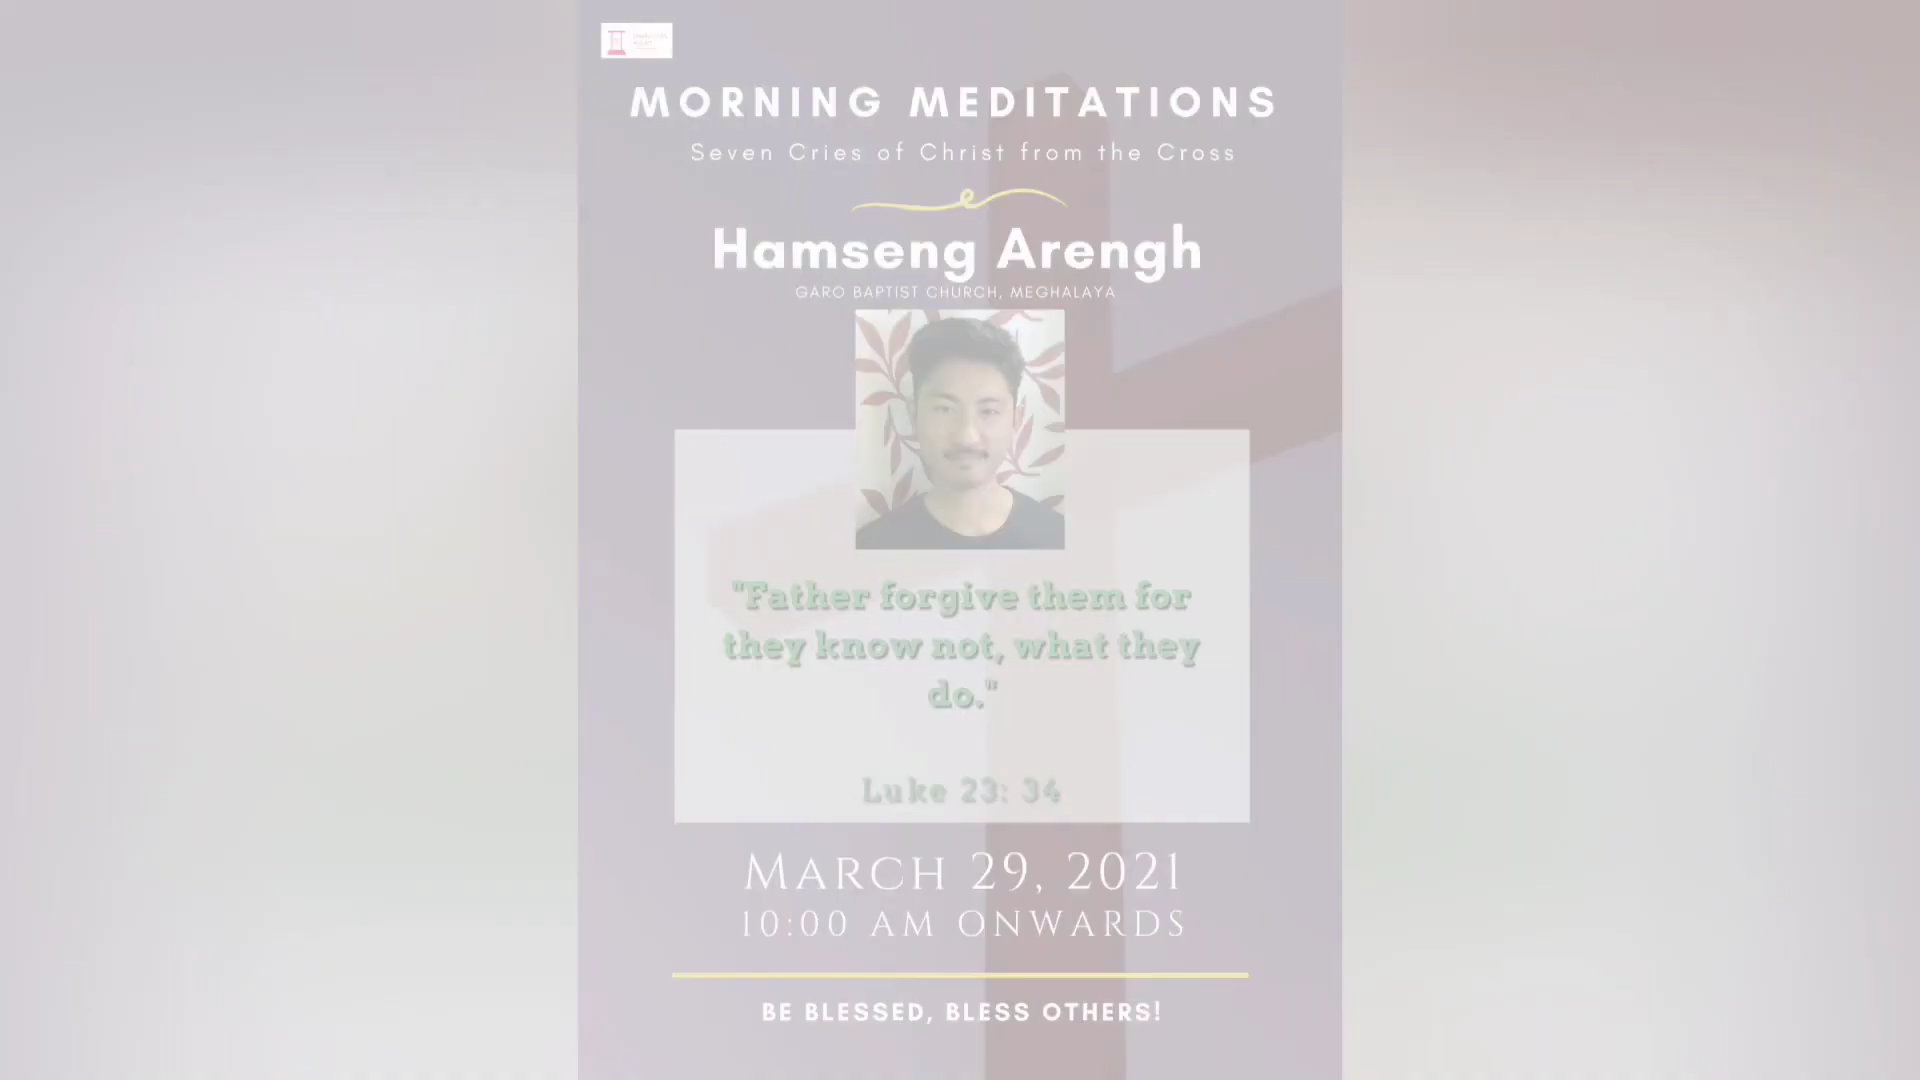 MORNING MEDITATIONS
Seven Cries of Christ from the Cross
Hamseng Arengh
GARO BAPTIST CHURCH, MEGHALAYA
"Father forgive them for
they know not, what they
do."
Luke 23: 34
MARCH 29, 2021
10:00 AM ONWARDS
BE BLESSED, BLESS OTHERS!